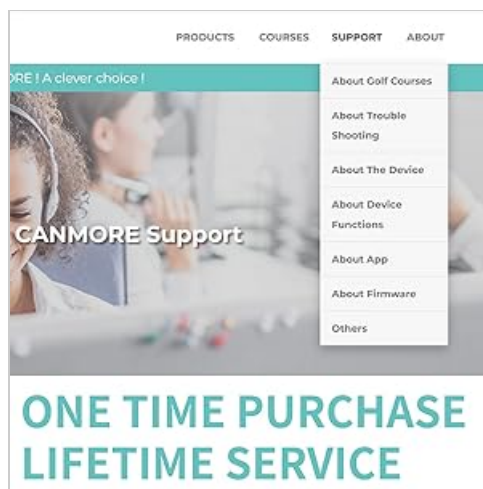 PRODUCTS COURSES SUPPORT ABOUT
ORE ! A clever choice !
About Golf Courses
About Trouble
Shooting
About The Device
About Device
Functions
About App
About Firmware
Others
CANMORE Support
ONE TIME PURCHASE
LIFETIME SERVICE